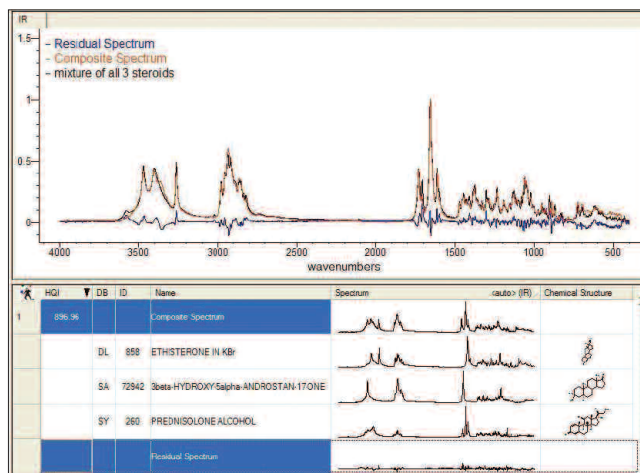 IR
1.5
- Residual Spectrum
- Composite Spectrum
- mixture of all 3 steroids
1
0.5
0
4000 3500 3000 2500 2000 1500 1000 500
wavenumbers
HQI DB ID Name Spectrum <auto> (IR) Chemical Structure
1 896.96 Composite Spectrum
DL 858 ETHISTERONE IN KBr
SA 72942 3beta-HYDROXY-5alpha-ANDROSTAN-17-ONE
SY 260 PREDNISOLONE ALCOHOL
Residual Spectrum